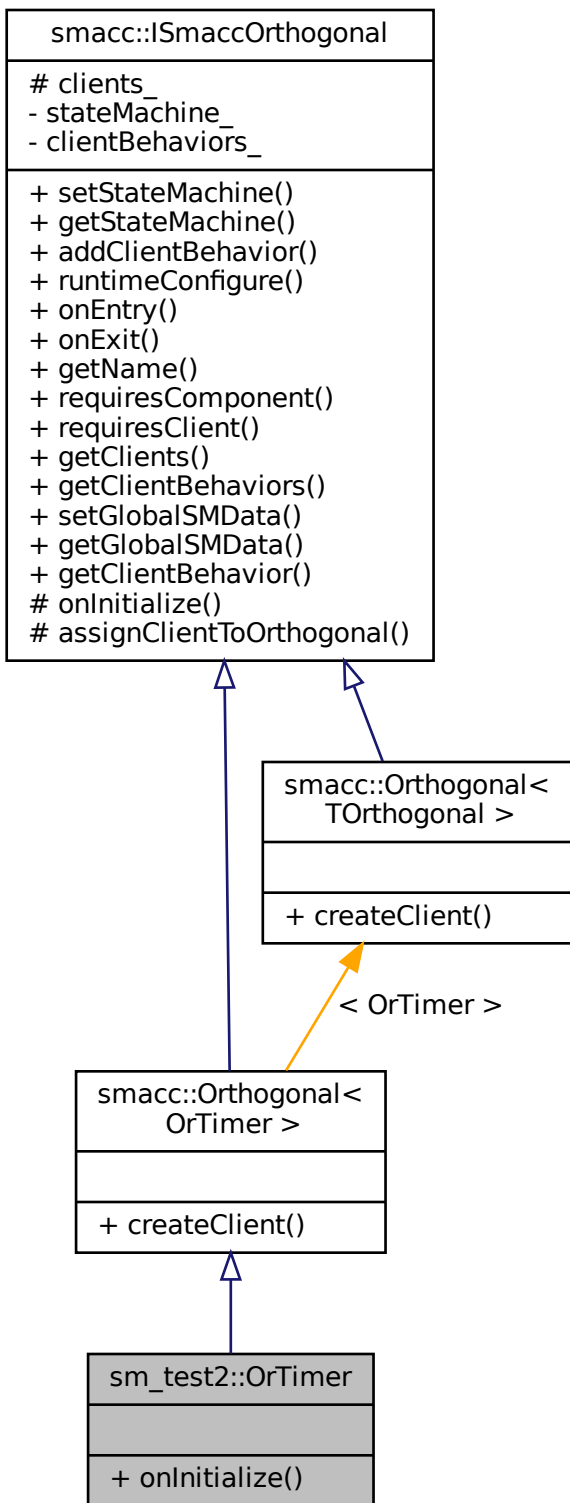 smacc::ISmaccOrthogonal
# clients_
- stateMachine_
- clientBehaviors_
+ setStateMachine()
+ getStateMachine()
+ addClientBehavior()
+ runtimeConfigure()
+ onEntry()
+ onExit()
+ getName()
+ requiresComponent()
+ requiresClient()
+ getClients()
+ getClientBehaviors()
+ setGlobalSMData()
+ getGlobalSMData()
+ getClientBehavior()
# onInitialize()
# assignClientToOrthogonal()
smacc::Orthogonal<
TOrthogonal >
+ createClient()
< OrTimer >
smacc::Orthogonal<
OrTimer >
+ createClient()
sm_test2::OrTimer
+ onInitialize()